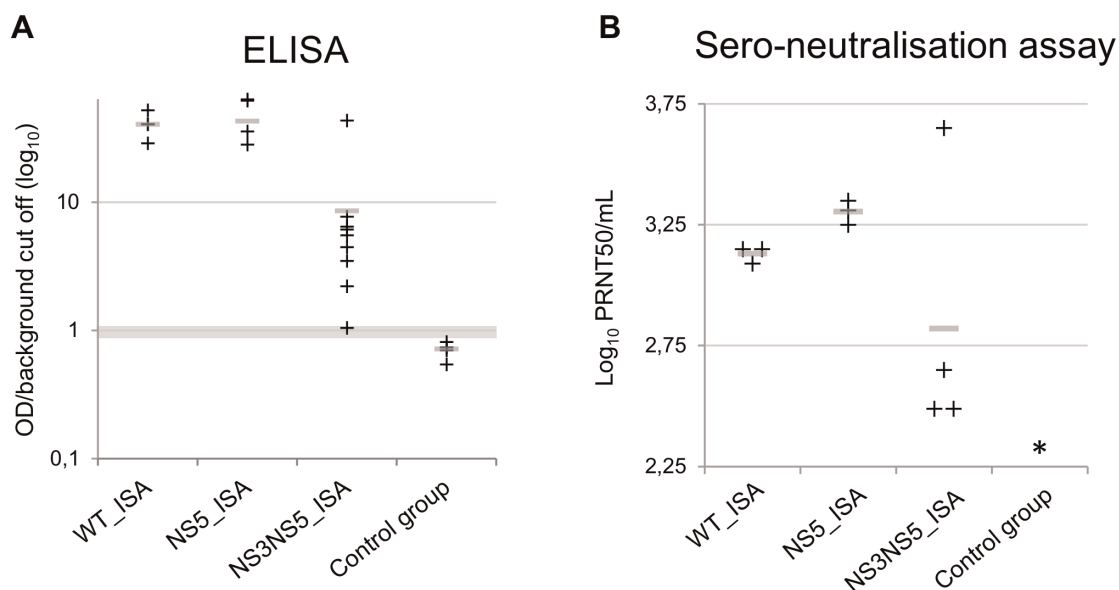 A
ELISA
OD/background cut off (log10)
10
1
0,1
WT_ISA
NS5_ISA
NS3NS5_ISA
Control group
B
Sero-neutralisation assay
Log10 PRNT50/mL
3,75
3,25
2,75
2,25
*
WT_ISA
NS5_ISA
NS3NS5_ISA
Control group